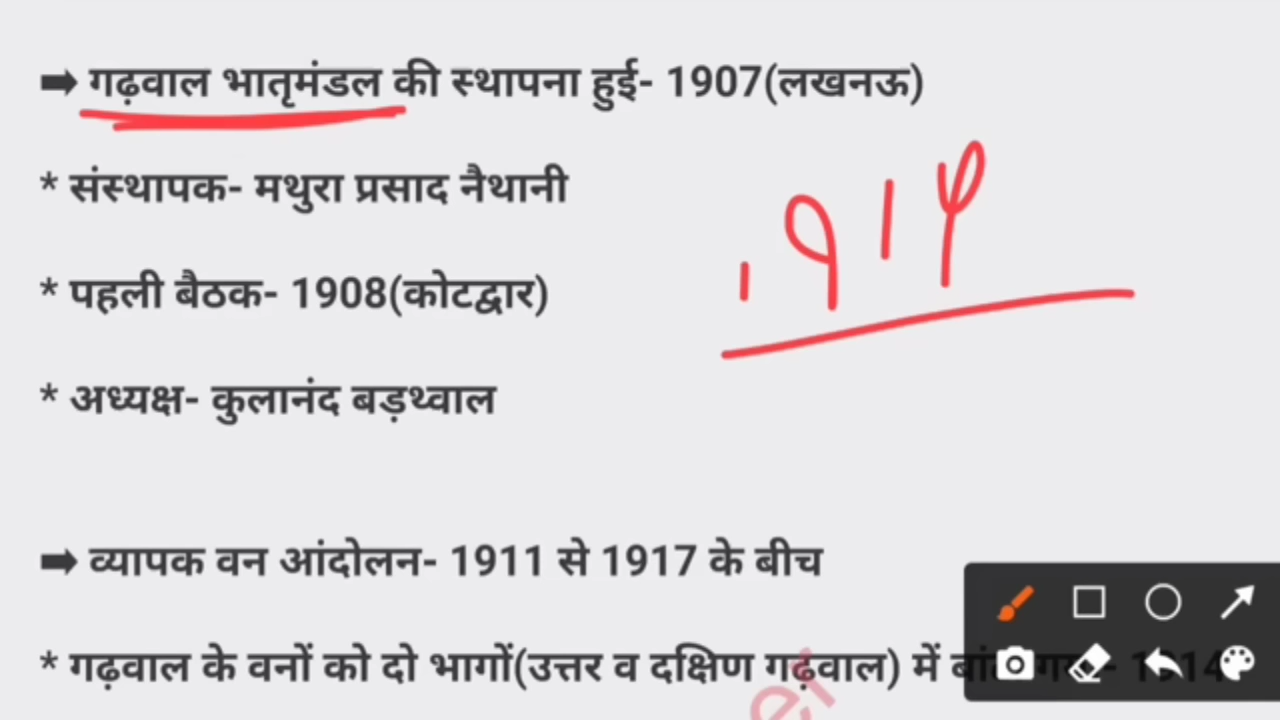 ➡ गढ़वाल भातृमंडल की स्थापना हुई- 1907(लखनऊ)
* संस्थापक- मथुरा प्रसाद नैथानी
* पहली बैठक- 1908(कोटद्वार)
* अध्यक्ष- कुलानंद बड़थ्वाल
➡ व्यापक वन आंदोलन- 1911 से 1917 के बीच
* गढ़वाल के वनों को दो भागों(उत्तर व दक्षिण गढ़वाल) में बांटा गया- 1914